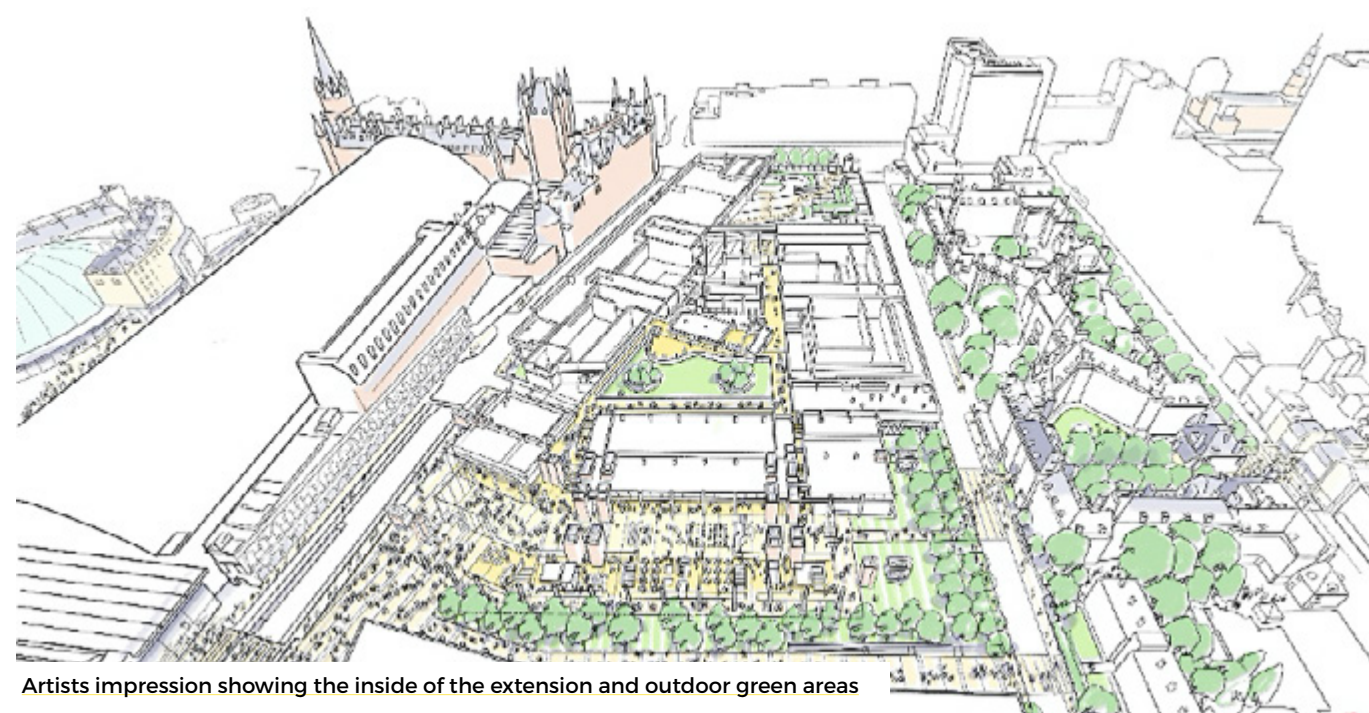 Artists impression showing the inside of the extension and outdoor green areas